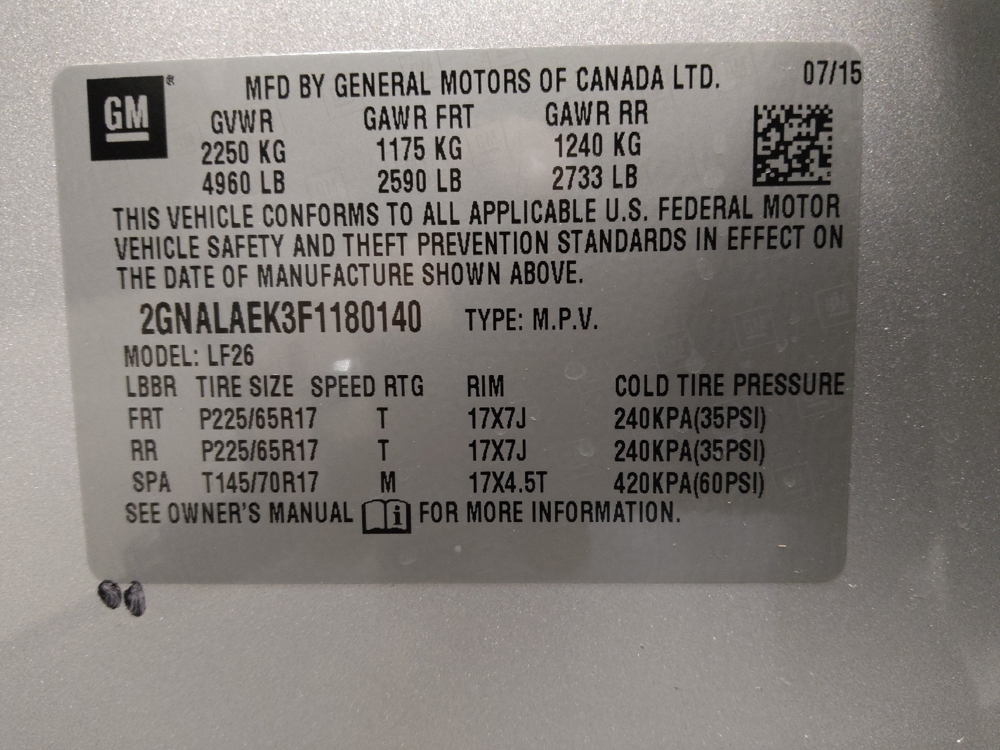 GM® MFD BY GENERAL MOTORS OF CANADA LTD. 07/15
GVWR GAWR FRT GAWR RR
2250 KG 1175 KG 1240 KG
4960 LB 2590 LB 2733 LB
THIS VEHICLE CONFORMS TO ALL APPLICABLE U.S. FEDERAL MOTOR
VEHICLE SAFETY AND THEFT PREVENTION STANDARDS IN EFFECT ON
THE DATE OF MANUFACTURE SHOWN ABOVE.
2GNALAEK3F1180140 TYPE: M.P.V.
MODEL: LF26
LBBR TIRE SIZE SPEED RTG RIM COLD TIRE PRESSURE
FRT P225/65R17 T 17X7J 240KPA(35PSI)
RR P225/65R17 T 17X7J 240KPA(35PSI)
SPA T145/70R17 M 17X4.5T 420KPA(60PSI)
SEE OWNER'S MANUAL i FOR MORE INFORMATION.